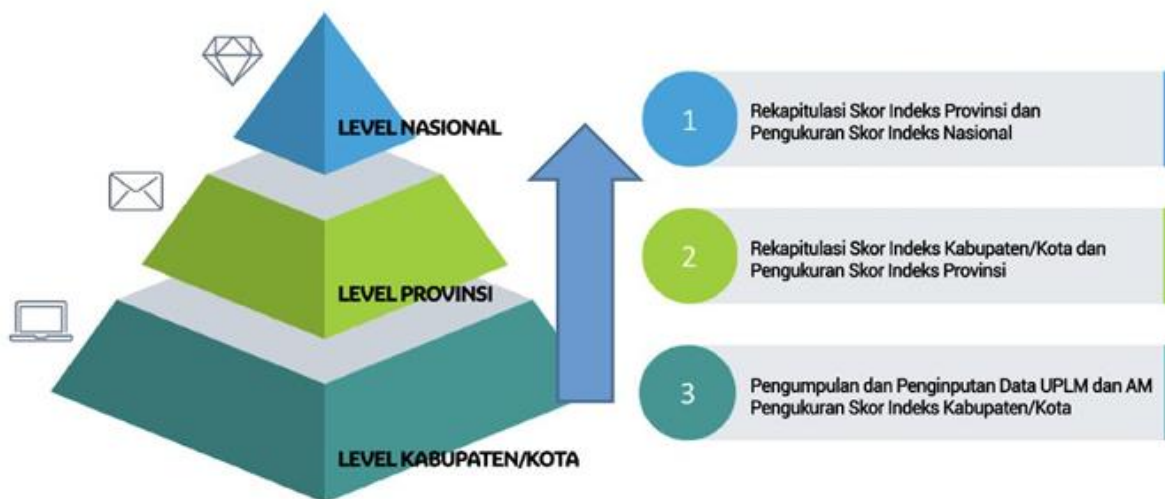 LEVEL NASIONAL
LEVEL PROVINSI
LEVEL KABUPATEN/KOTA
1
Rekapitulasi Skor Indeks Provinsi dan
Pengukuran Skor Indeks Nasional
2
Rekapitulasi Skor Indeks Kabupaten/Kota dan
Pengukuran Skor Indeks Provinsi
3
Pengumpulan dan Penginputan Data UPLM dan AM
Pengukuran Skor Indeks Kabupaten/Kota